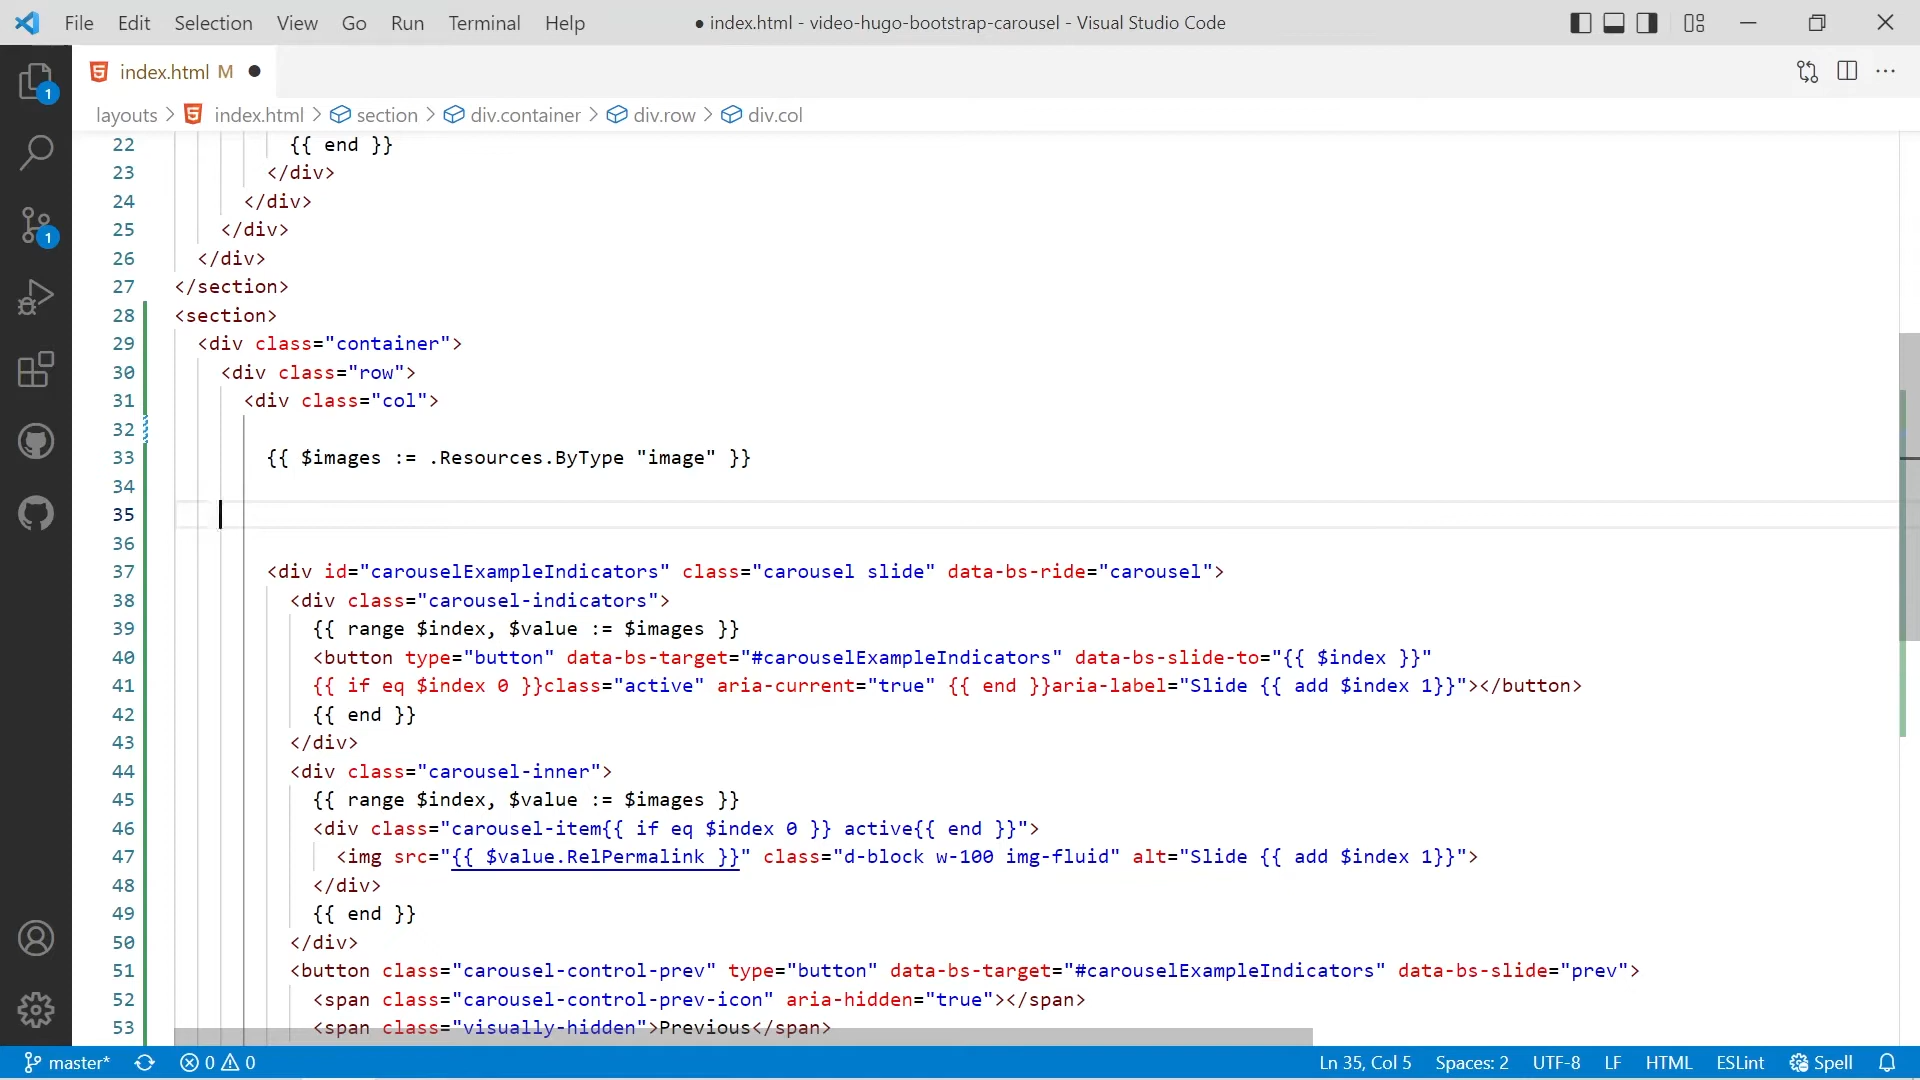 File Edit Selection View Go Run Terminal Help ● index.html - video-hugo-bootstrap-carousel - Visual Studio Code
index.html M ●
layouts > index.html > section > div.container > div.row > div.col
1
1
22 {{ end }}
23 </div>
24 </div>
25 </div>
26 </div>
27 </section>
28 <section>
29 <div class="container">
30 <div class="row">
31 <div class="col">
32
33 {{ $images := .Resources.ByType "image" }}
34
35
36
37 <div id="carouselExampleIndicators" class="carousel slide" data-bs-ride="carousel">
38 <div class="carousel-indicators">
39 {{ range $index, $value := $images }}
40 <button type="button" data-bs-target="#carouselExampleIndicators" data-bs-slide-to="{{ $index }}"
41 {{ if eq $index 0 }}class="active" aria-current="true" {{ end }}aria-label="Slide {{ add $index 1}}"></button>
42 {{ end }}
43 </div>
44 <div class="carousel-inner">
45 {{ range $index, $value := $images }}
46 <div class="carousel-item{{ if eq $index 0 }} active{{ end }}">
47 <img src="{{ $value.RelPermalink }}" class="d-block w-100 img-fluid" alt="Slide {{ add $index 1}}">
48 </div>
49 {{ end }}
50 </div>
51 <button class="carousel-control-prev" type="button" data-bs-target="#carouselExampleIndicators" data-bs-slide="prev">
52 <span class="carousel-control-prev-icon" aria-hidden="true"></span>
53 <span class="visually-hidden">Previous</span>
master* 0 0 Ln 35, Col 5 Spaces: 2 UTF-8 LF HTML ESLint Spell